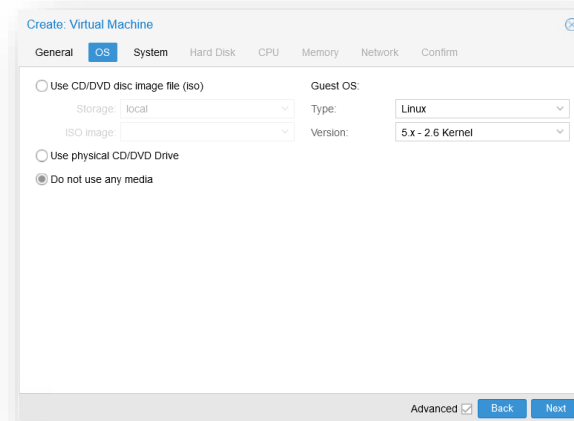 Create: Virtual Machine
General OS System Hard Disk CPU Memory Network Confirm
Use CD/DVD disc image file (iso)
Storage: local
ISO image:
Use physical CD/DVD Drive
Do not use any media
Guest OS:
Type: Linux
Version: 5.x - 2.6 Kernel
Advanced Back Next